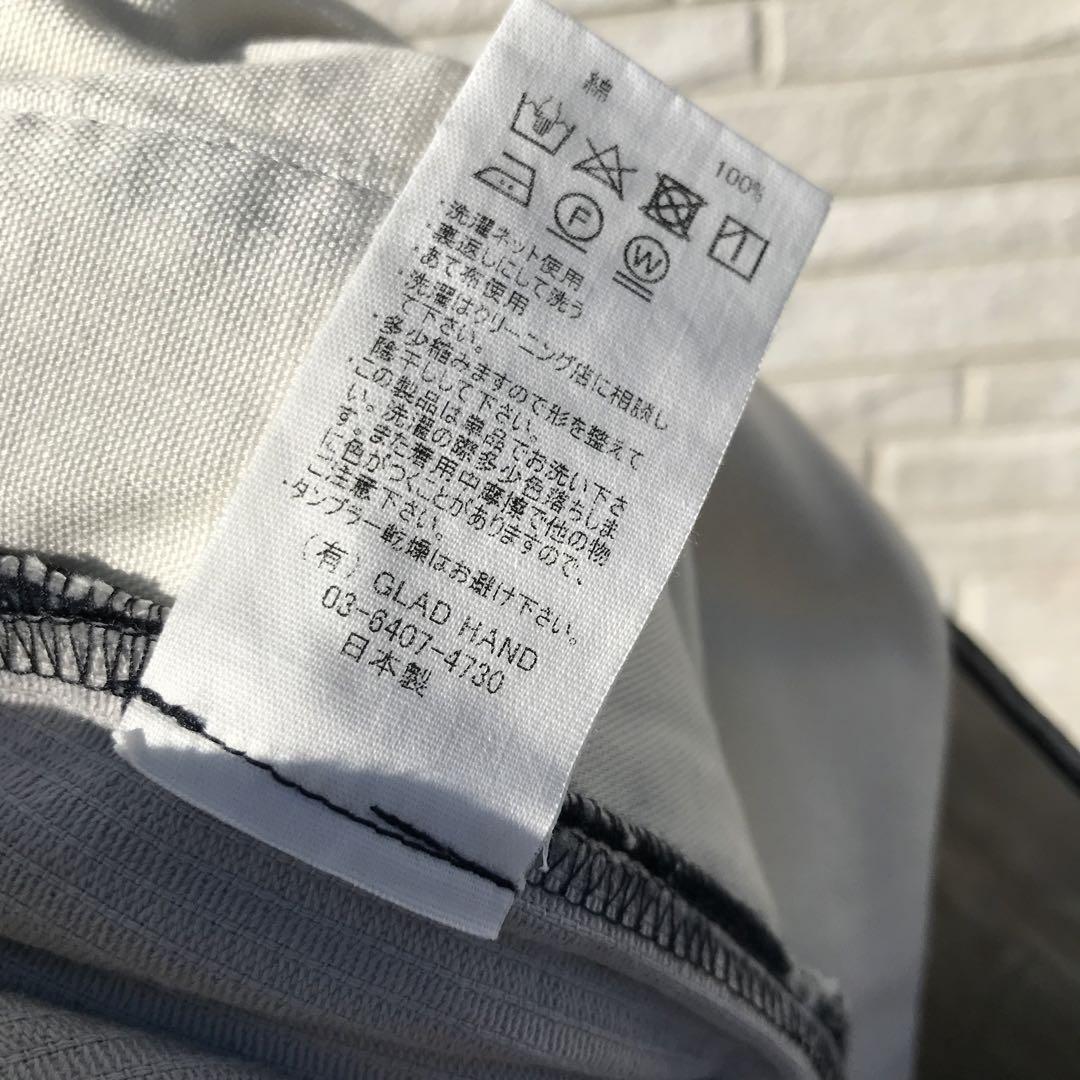 綿
100%
F
W
・洗濯ネット使用
裏返しにして洗う
あて布使用
・洗濯はクリーニング店に相談し
て下さい。
・多少縮みますので形を整えて
陰干しして下さい。
・この製品は単品でお洗い下さ
い。洗濯の際多少色落ちしま
す。また着用中摩擦で他の物
に色がつくことがありますので、
ご注意下さい。
・タンブラー乾燥はお避け下さい。
(有) GLAD HAND
03-6407-4730
日本製